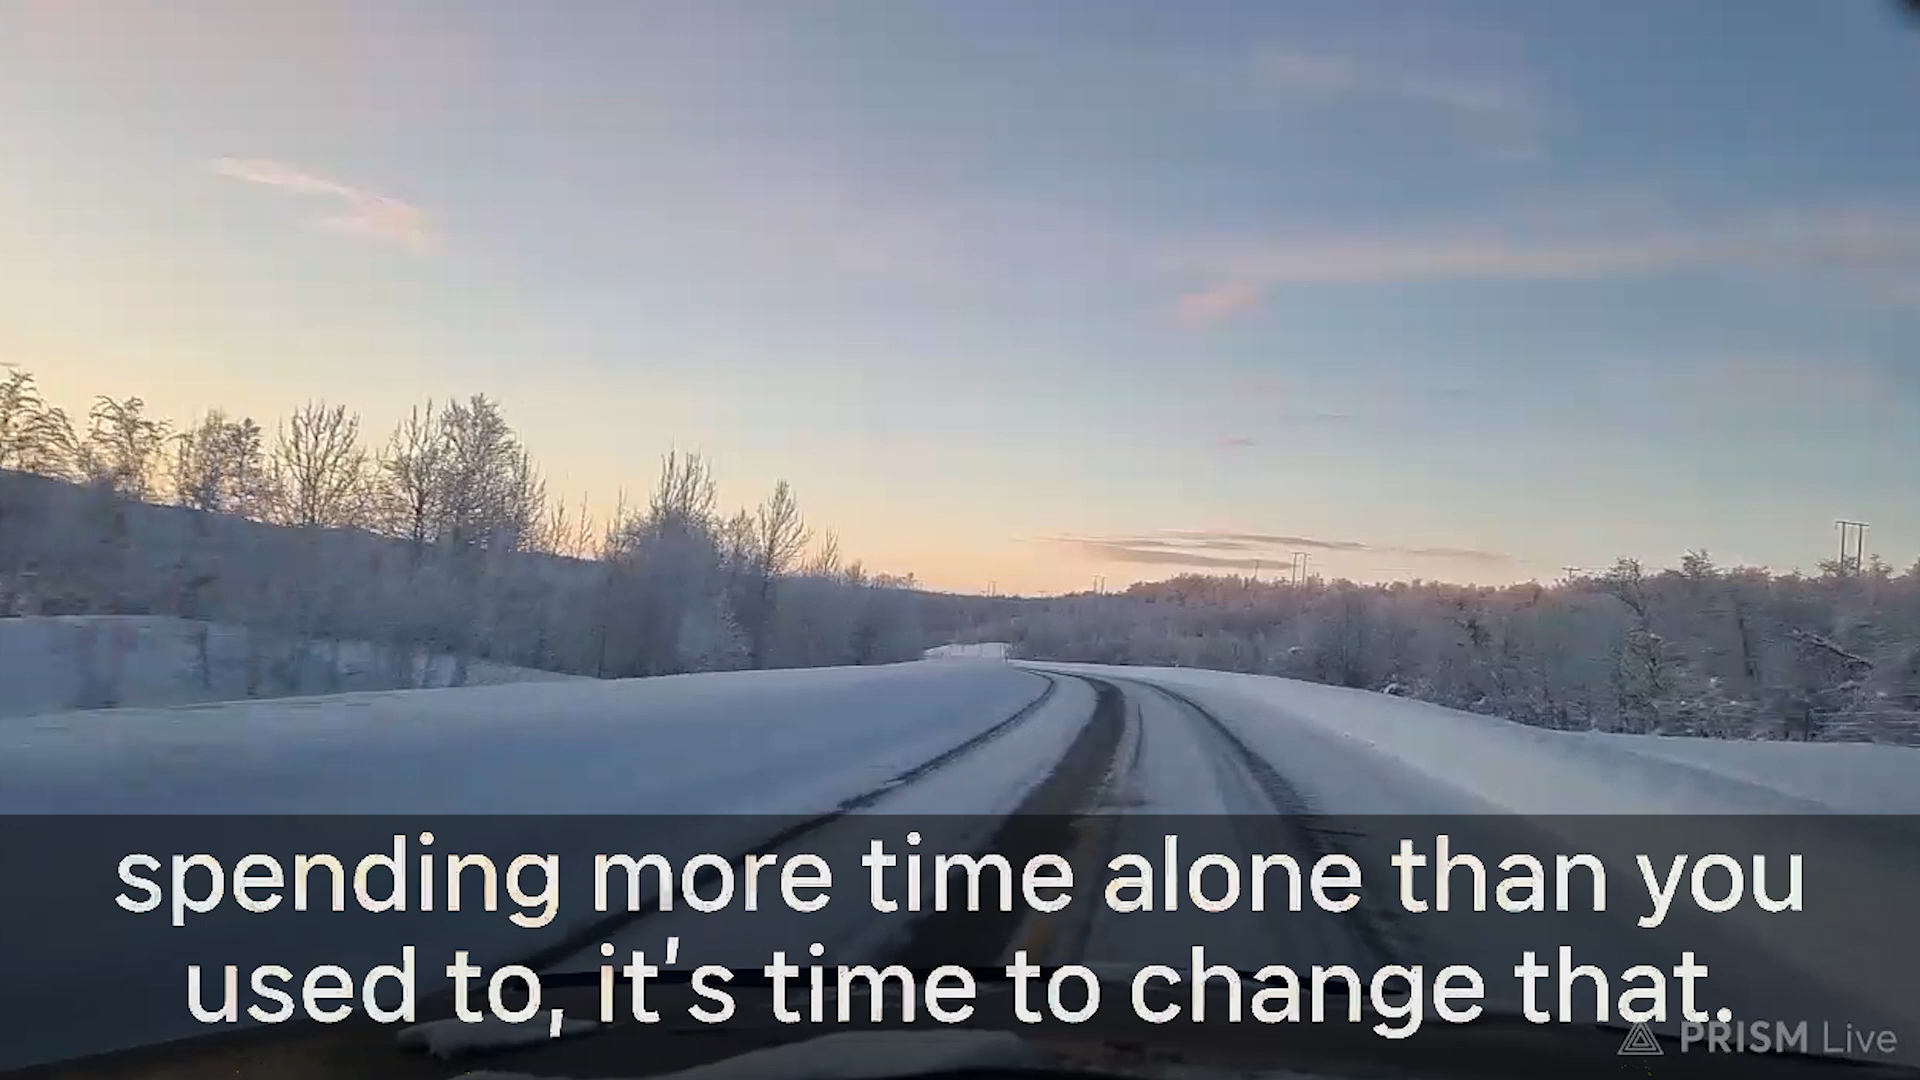 spending more time alone than you
used to, it's time to change that.
PRISM Live